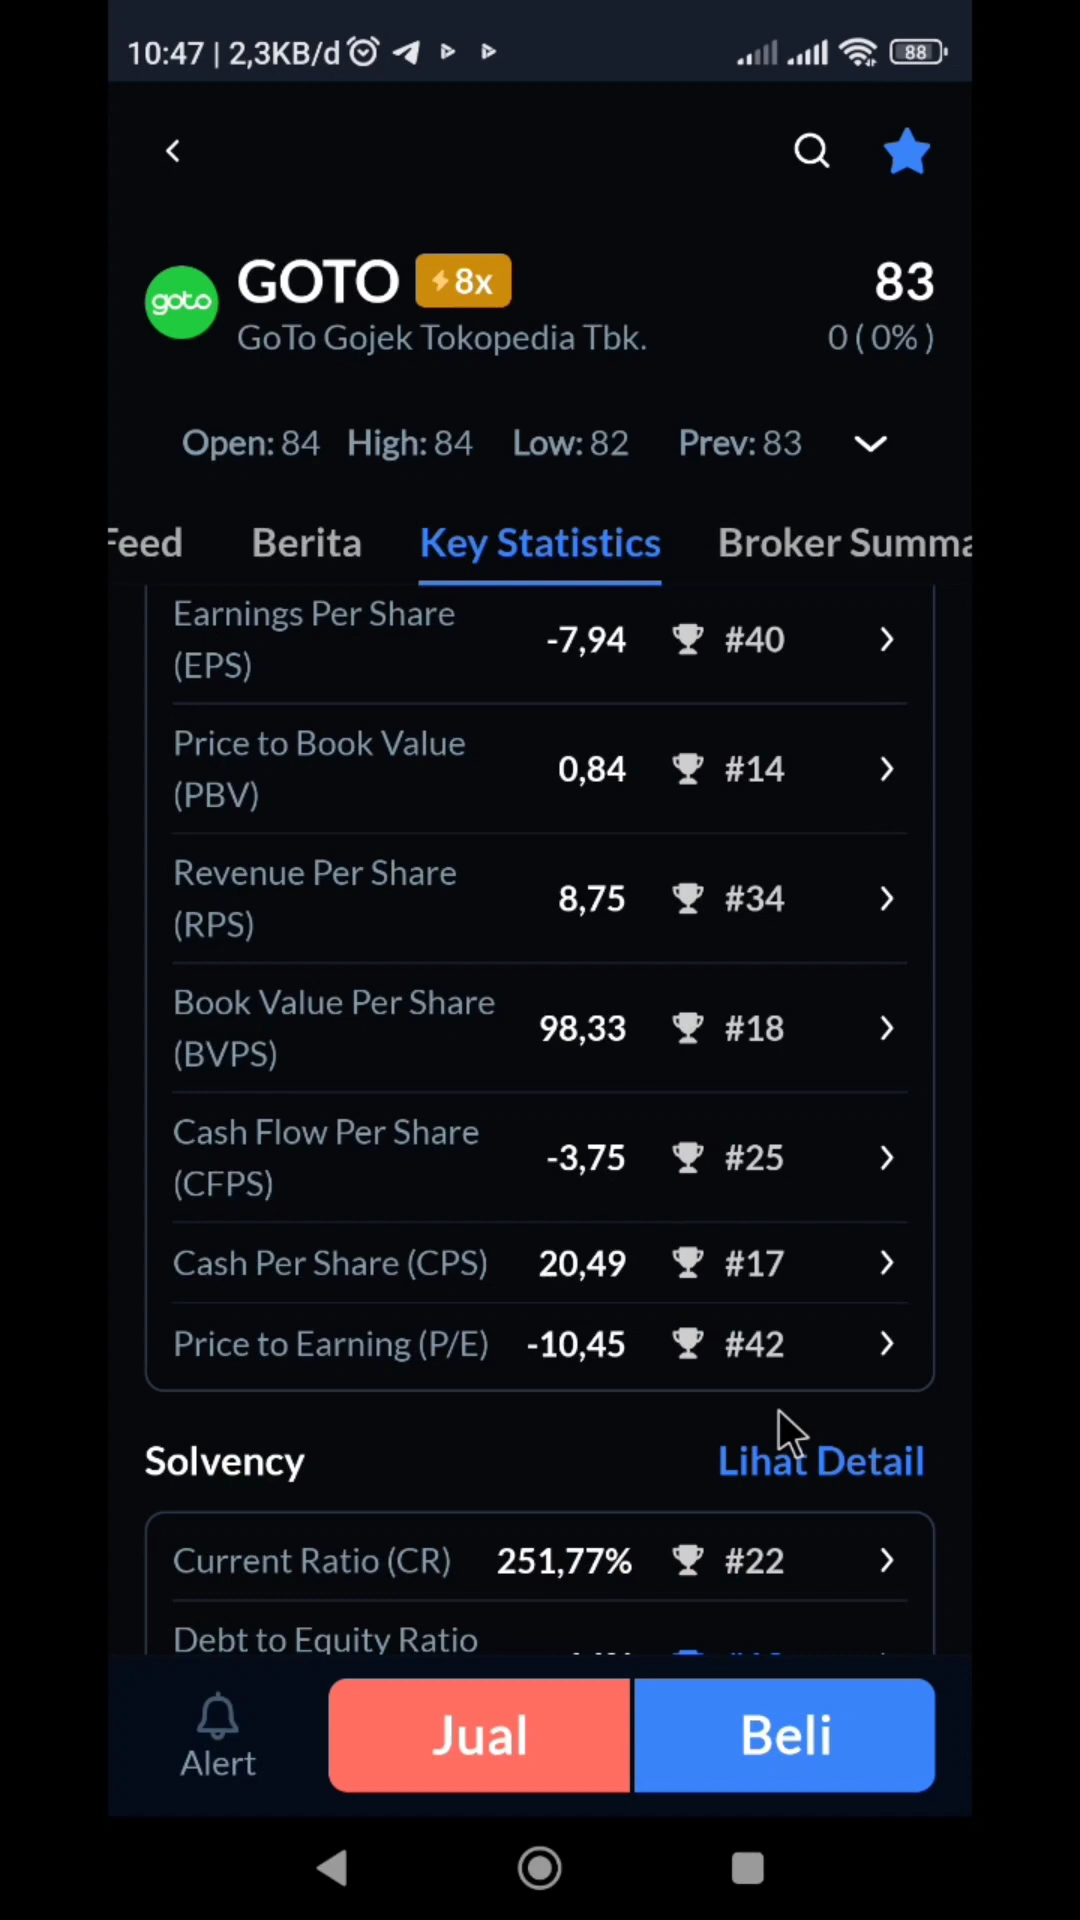 10:47 | 2,3KB/d
88
goto
GOTO 8x
83
GoTo Gojek Tokopedia Tbk.
0 ( 0% )
Open: 84 High: 84 Low: 82 Prev: 83
Feed Berita Key Statistics Broker Summa
Earnings Per Share
(EPS)
-7,94 #40
Price to Book Value
(PBV)
0,84 #14
Revenue Per Share
(RPS)
8,75 #34
Book Value Per Share
(BVPS)
98,33 #18
Cash Flow Per Share
(CFPS)
-3,75 #25
Cash Per Share (CPS) 20,49 #17
Price to Earning (P/E) -10,45 #42
Solvency Lihat Detail
Current Ratio (CR) 251,77% #22
Debt to Equity Ratio
Alert
Jual
Beli